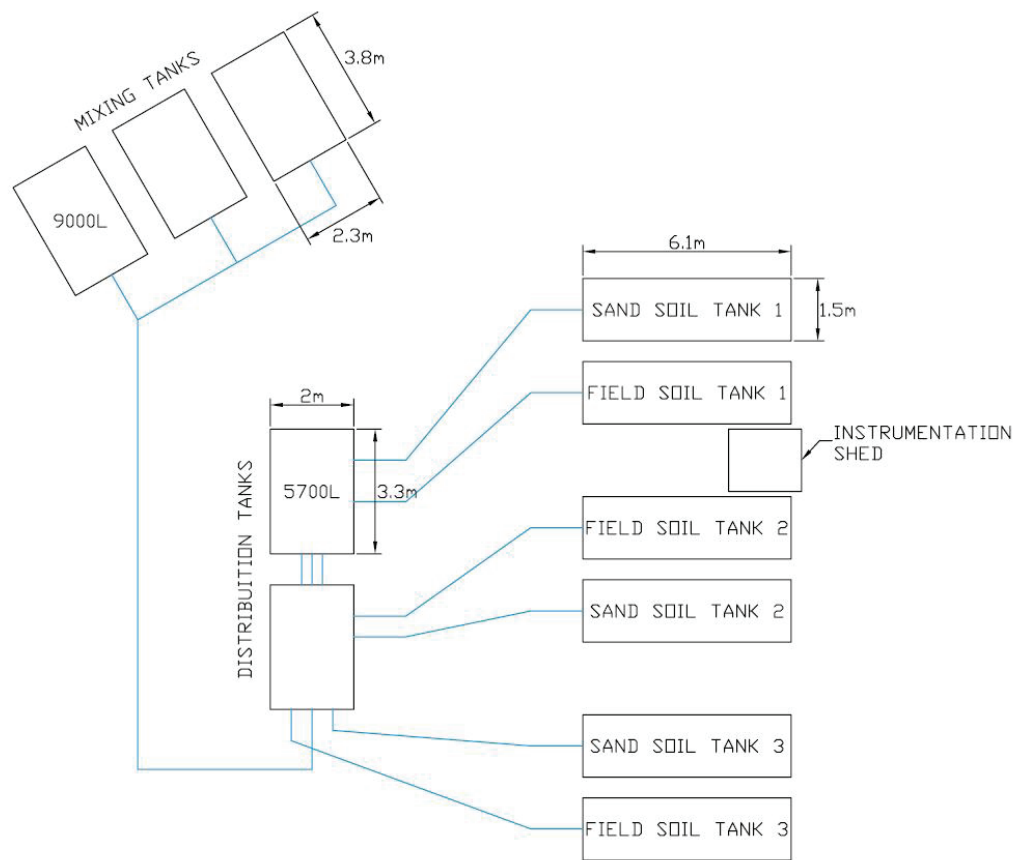 MIXING TANKS
3.8m
9000L
2.3m
6.1m
SAND SOIL TANK 1
1.5m
FIELD SOIL TANK 1
2m
INSTRUMENTATION
SHED
DISTRIBUITION TANKS
5700L
3.3m
FIELD SOIL TANK 2
SAND SOIL TANK 2
SAND SOIL TANK 3
FIELD SOIL TANK 3